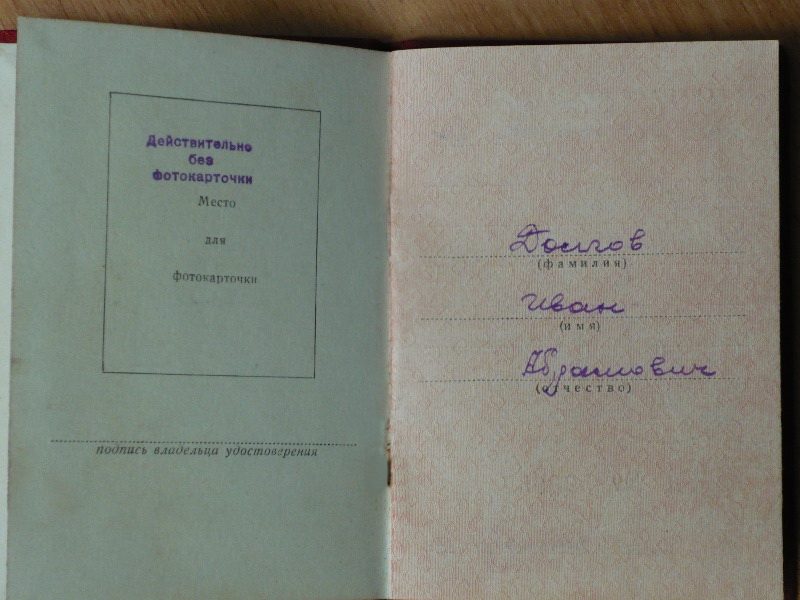 Действительно
без
фотокарточки
Место
для
фотокарточки
подпись владельца удостоверения
Долгов
(фамилия)
Иван
(имя)
Абрамович
(отчество)